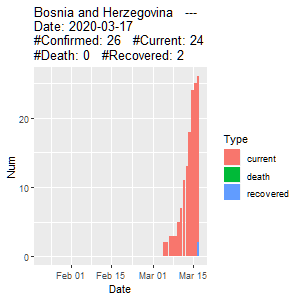 Bosnia and Herzegovina   ---
Date: 2020-03-17
#Confirmed: 26   #Current: 24
#Death: 0   #Recovered: 2
Num
20
10
0
Feb 01
Feb 15
Mar 01
Mar 15
Date
Type
current
death
recovered